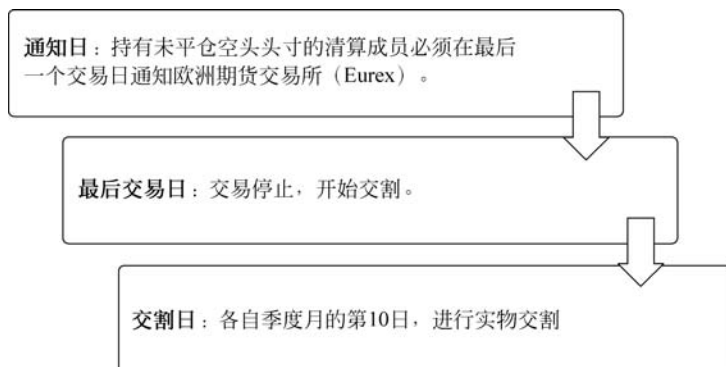 通知日：持有未平仓空头头寸的清算成员必须在最后
一个交易日通知欧洲期货交易所（Eurex）。
最后交易日：交易停止，开始交割。
交割日：各自季度月的第10日，进行实物交割